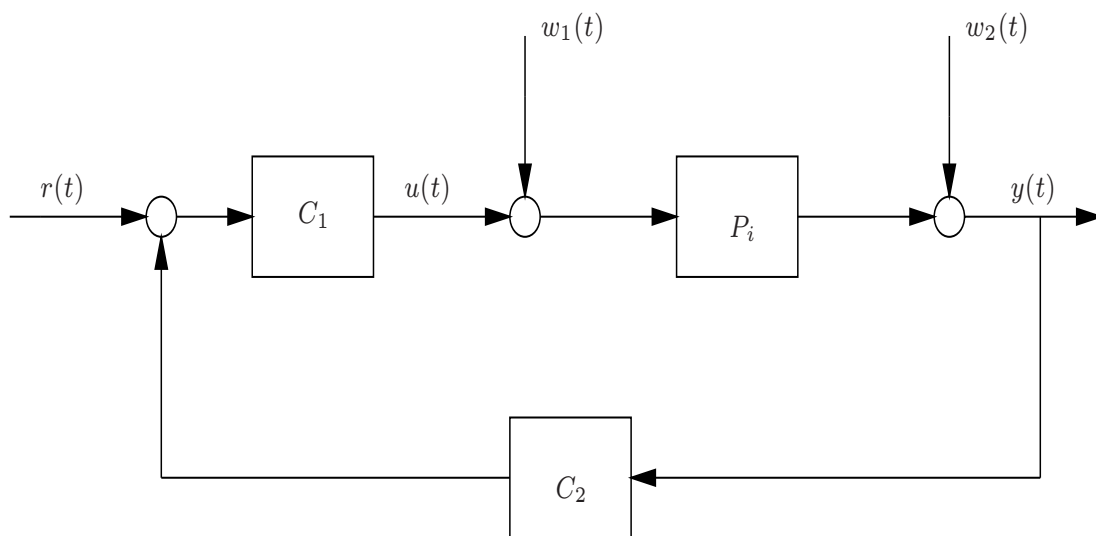 w₁(t)
w₂(t)
r(t)
C₁
u(t)
Pᵢ
y(t)
C₂